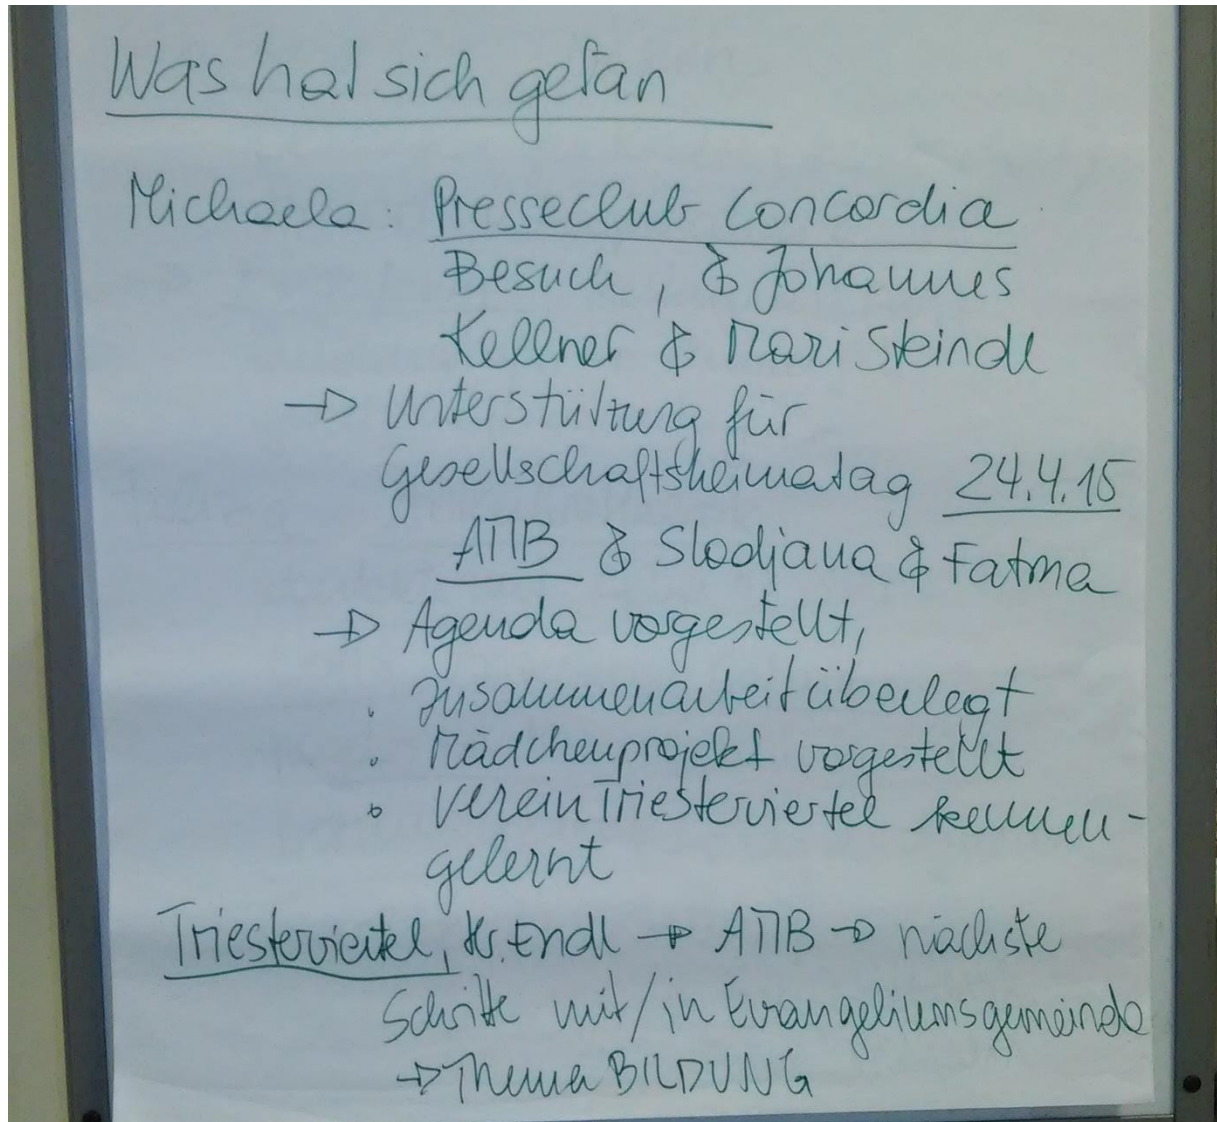 Was hat sich getan
Michaela: Presseclub Concordia
Besuch, & Johannes
Kellner & Mari Steindl
→ Unterstützung für
Gesellschaftsheimatag 24.4.15
AMB & Slodjana & Fatma
→ Agenda vorgestellt,
. Zusammenarbeit überlegt
• Mädchenprojekt vorgestellt
• Verein Triesterviertel kennen-
gelernt
Triesterviertel, Hr. Endl → AMB → nächste
Schritte mit/in Evangeliumsgemeinde
→ Thema BILDUNG